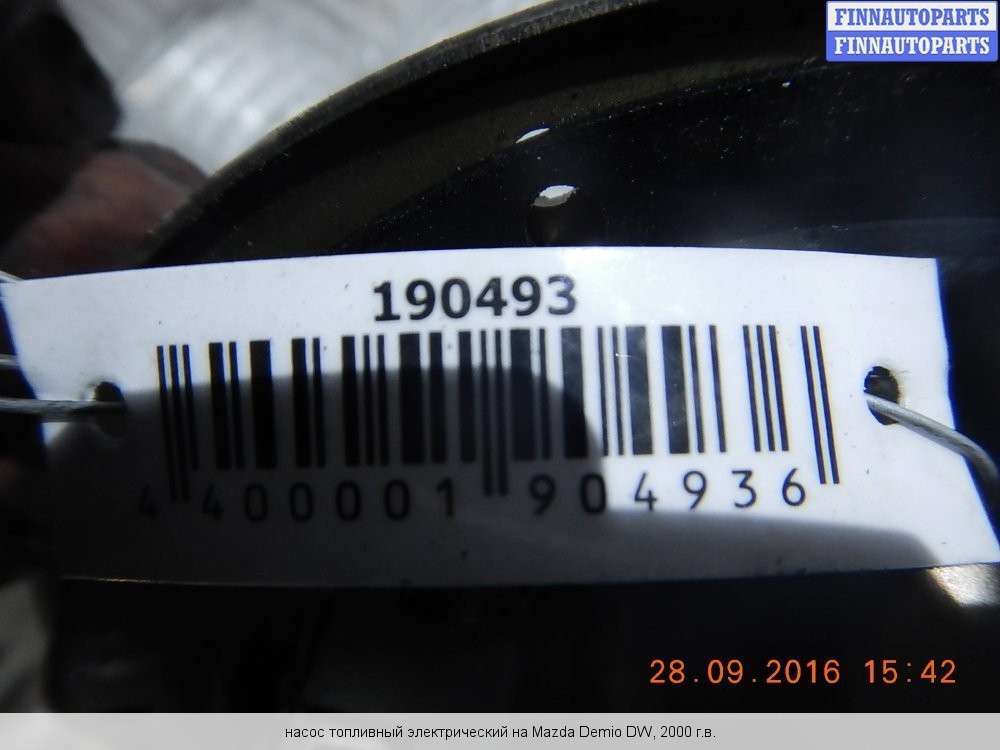 FINNAUTOPARTS
FINNAUTOPARTS
190493
4 400001 904936
28.09.2016 15:42
насос топливный электрический на Mazda Demio DW, 2000 г.в.